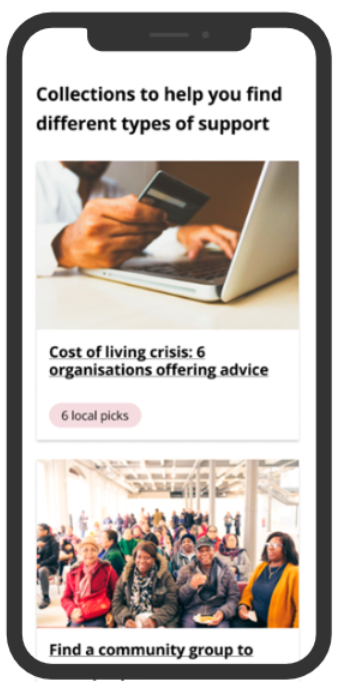 Collections to help you find
different types of support
Cost of living crisis: 6
organisations offering advice
6 local picks
Find a community group to